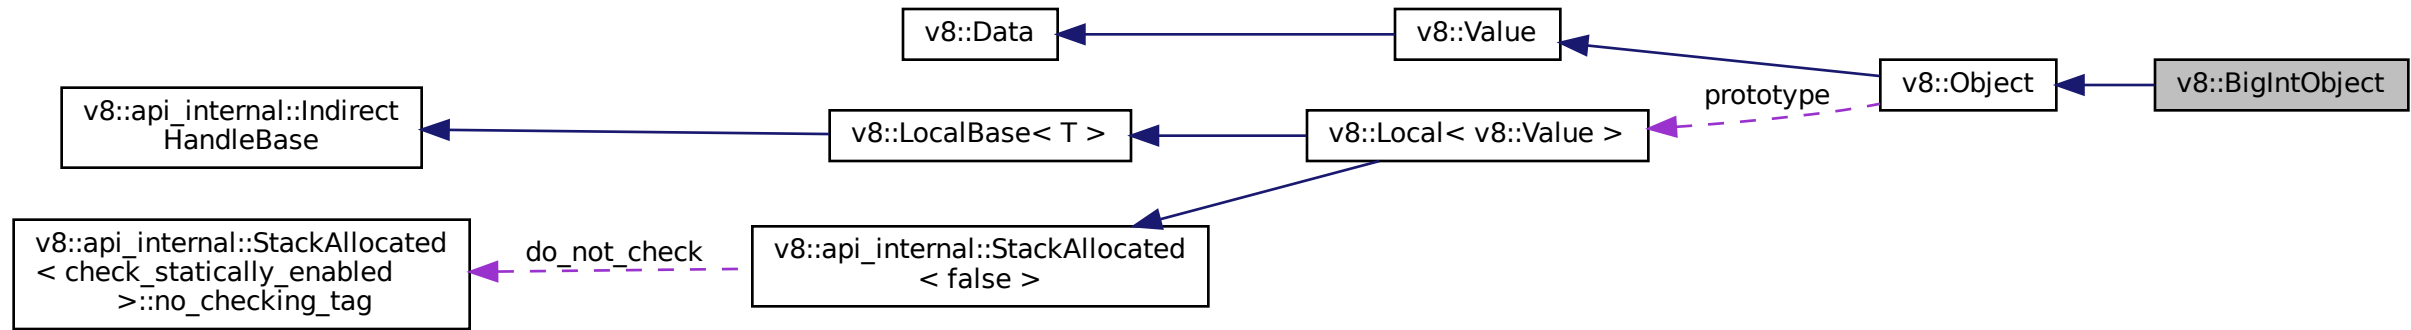 v8::Data
v8::Value
v8::Object
v8::BigIntObject
prototype
v8::api_internal::Indirect
HandleBase
v8::LocalBase< T >
v8::Local< v8::Value >
v8::api_internal::StackAllocated
< check_statically_enabled
>::no_checking_tag
do_not_check
v8::api_internal::StackAllocated
< false >